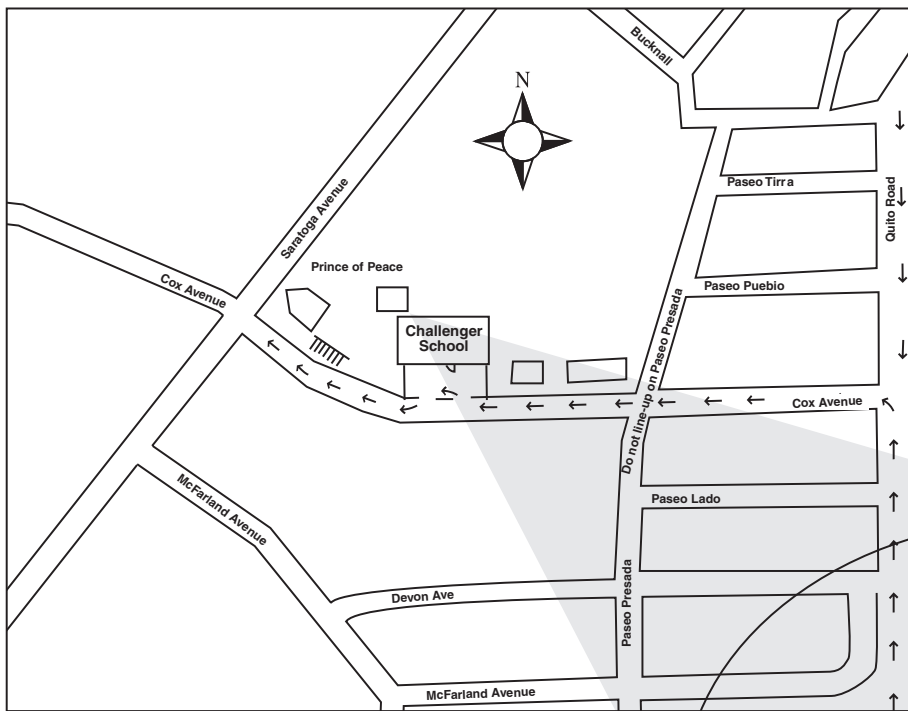 Bucknall
N
Saratoga Avenue
Paseo Tirra
Quito Road
Prince of Peace
Cox Avenue
Paseo Puebio
Challenger
School
Do not line-up on Paseo Presada
Cox Avenue
McFarland Avenue
Paseo Lado
Devon Ave
Paseo Presada
McFarland Avenue